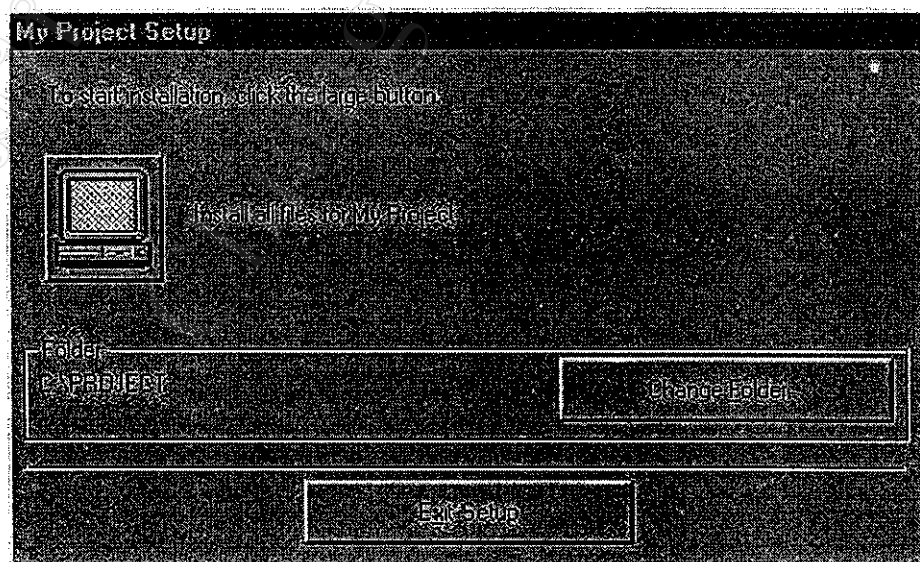 My Project Setup
To start installation, click the large button.
Install all files for My Project
Folder
C:\PROJECT
Change Folder...
Exit Setup